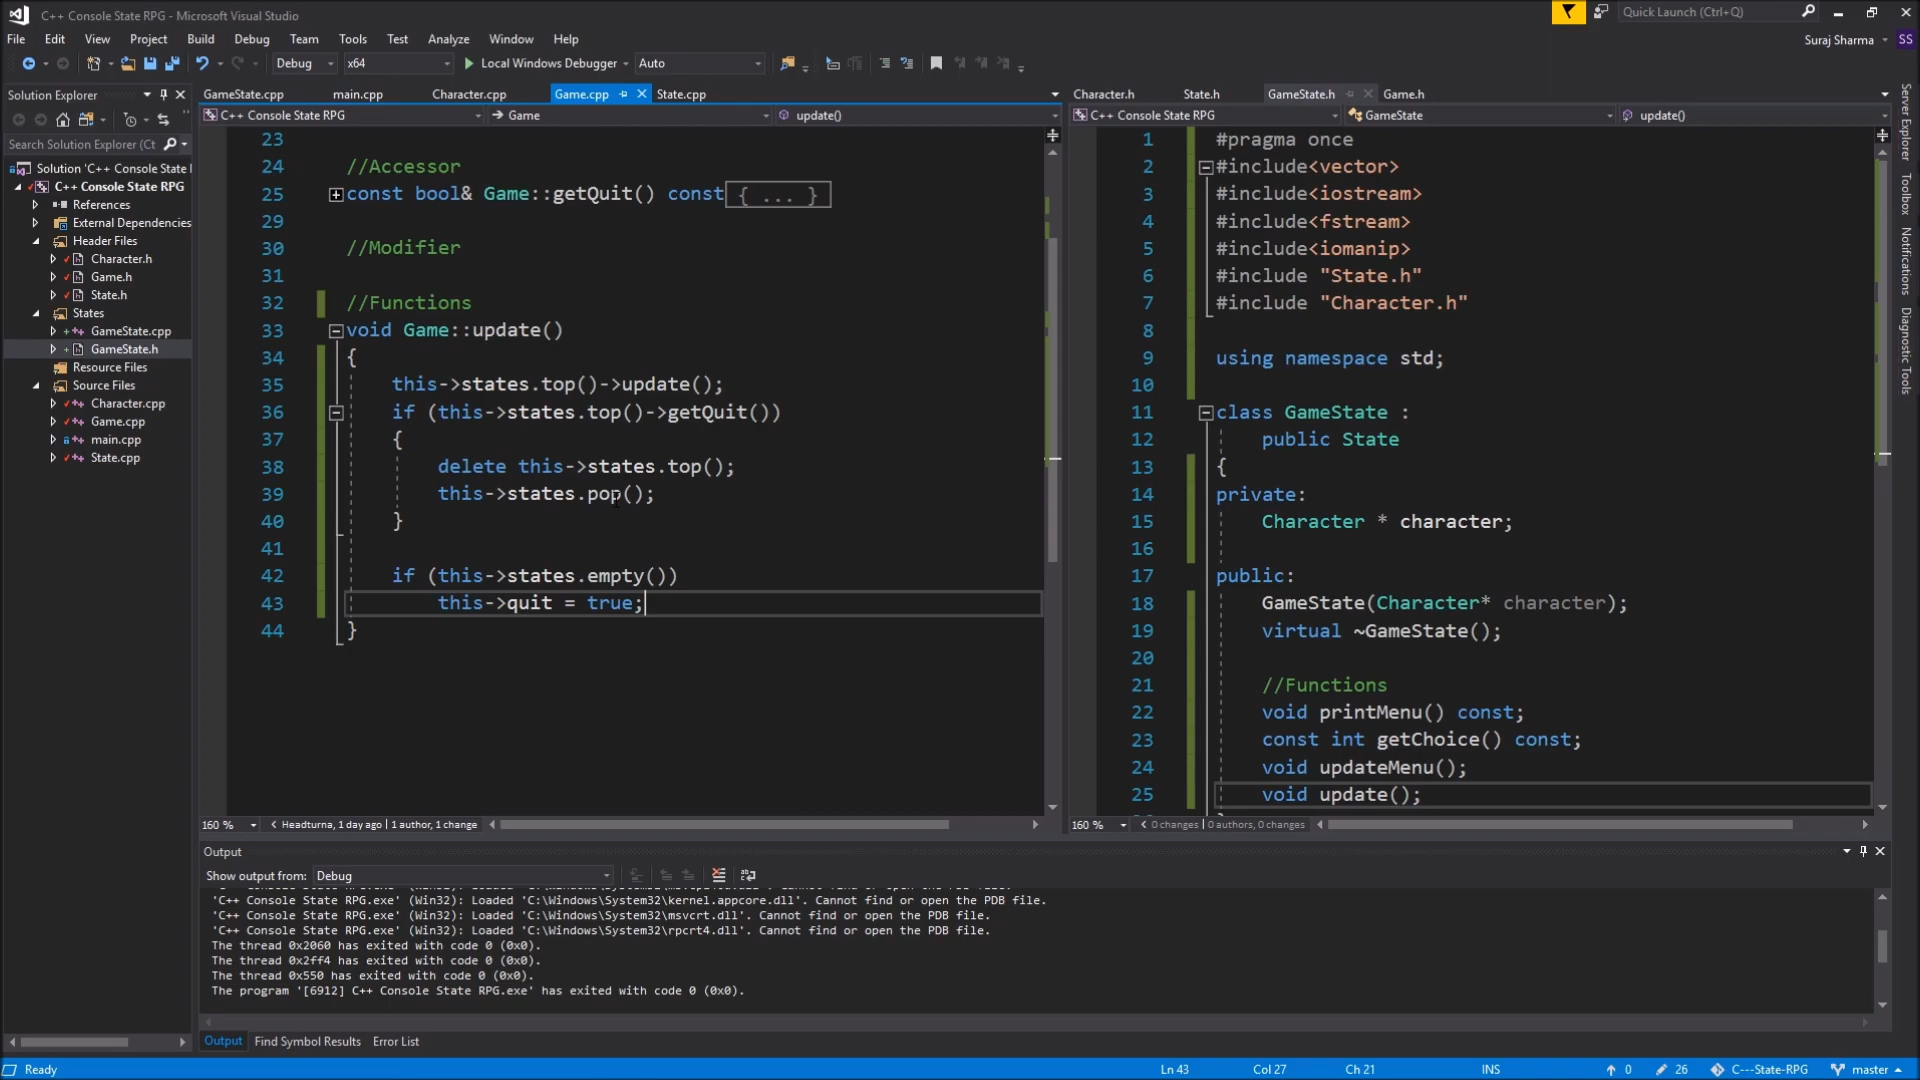 C++ Console State RPG - Microsoft Visual Studio
Quick Launch (Ctrl+Q)
File Edit View Project Build Debug Team Tools Test Analyze Window Help
Suraj Sharma SS
Debug x64 Local Windows Debugger Auto
Solution Explorer
Search Solution Explorer (Ct
Solution 'C++ Console State
C++ Console State RPG
References
External Dependencies
Header Files
Character.h
Game.h
State.h
States
GameState.cpp
GameState.h
Resource Files
Source Files
Character.cpp
Game.cpp
main.cpp
State.cpp
GameState.cpp main.cpp Character.cpp Game.cpp State.cpp
C++ Console State RPG Game update()
23
24 //Accessor
25 const bool& Game::getQuit() const { ... }
29
30 //Modifier
31
32 //Functions
33 void Game::update()
34 {
35 this->states.top()->update();
36 if (this->states.top()->getQuit())
37 {
38 delete this->states.top();
39 this->states.pop();
40 }
41
42 if (this->states.empty())
43 this->quit = true;
44 }
160 % Headturna, 1 day ago | 1 author, 1 change
Character.h State.h GameState.h Game.h
C++ Console State RPG GameState update()
1 #pragma once
2 #include<vector>
3 #include<iostream>
4 #include<fstream>
5 #include<iomanip>
6 #include "State.h"
7 #include "Character.h"
8
9 using namespace std;
10
11 class GameState :
12 public State
13 {
14 private:
15 Character * character;
16
17 public:
18 GameState(Character* character);
19 virtual ~GameState();
20
21 //Functions
22 void printMenu() const;
23 const int getChoice() const;
24 void updateMenu();
25 void update();
160 % 0 changes | 0 authors, 0 changes
Server Explorer
Toolbox
Notifications
Diagnostic Tools
Output
Show output from: Debug
'C++ Console State RPG.exe' (Win32): Loaded 'C:\Windows\System32\kernel.appcore.dll'. Cannot find or open the PDB file.
'C++ Console State RPG.exe' (Win32): Loaded 'C:\Windows\System32\msvcrt.dll'. Cannot find or open the PDB file.
'C++ Console State RPG.exe' (Win32): Loaded 'C:\Windows\System32\rpcrt4.dll'. Cannot find or open the PDB file.
The thread 0x2060 has exited with code 0 (0x0).
The thread 0x2ff4 has exited with code 0 (0x0).
The thread 0x550 has exited with code 0 (0x0).
The program '[6912] C++ Console State RPG.exe' has exited with code 0 (0x0).
Output Find Symbol Results Error List
Ready Ln 43 Col 27 Ch 21 INS 0 26 C---State-RPG master